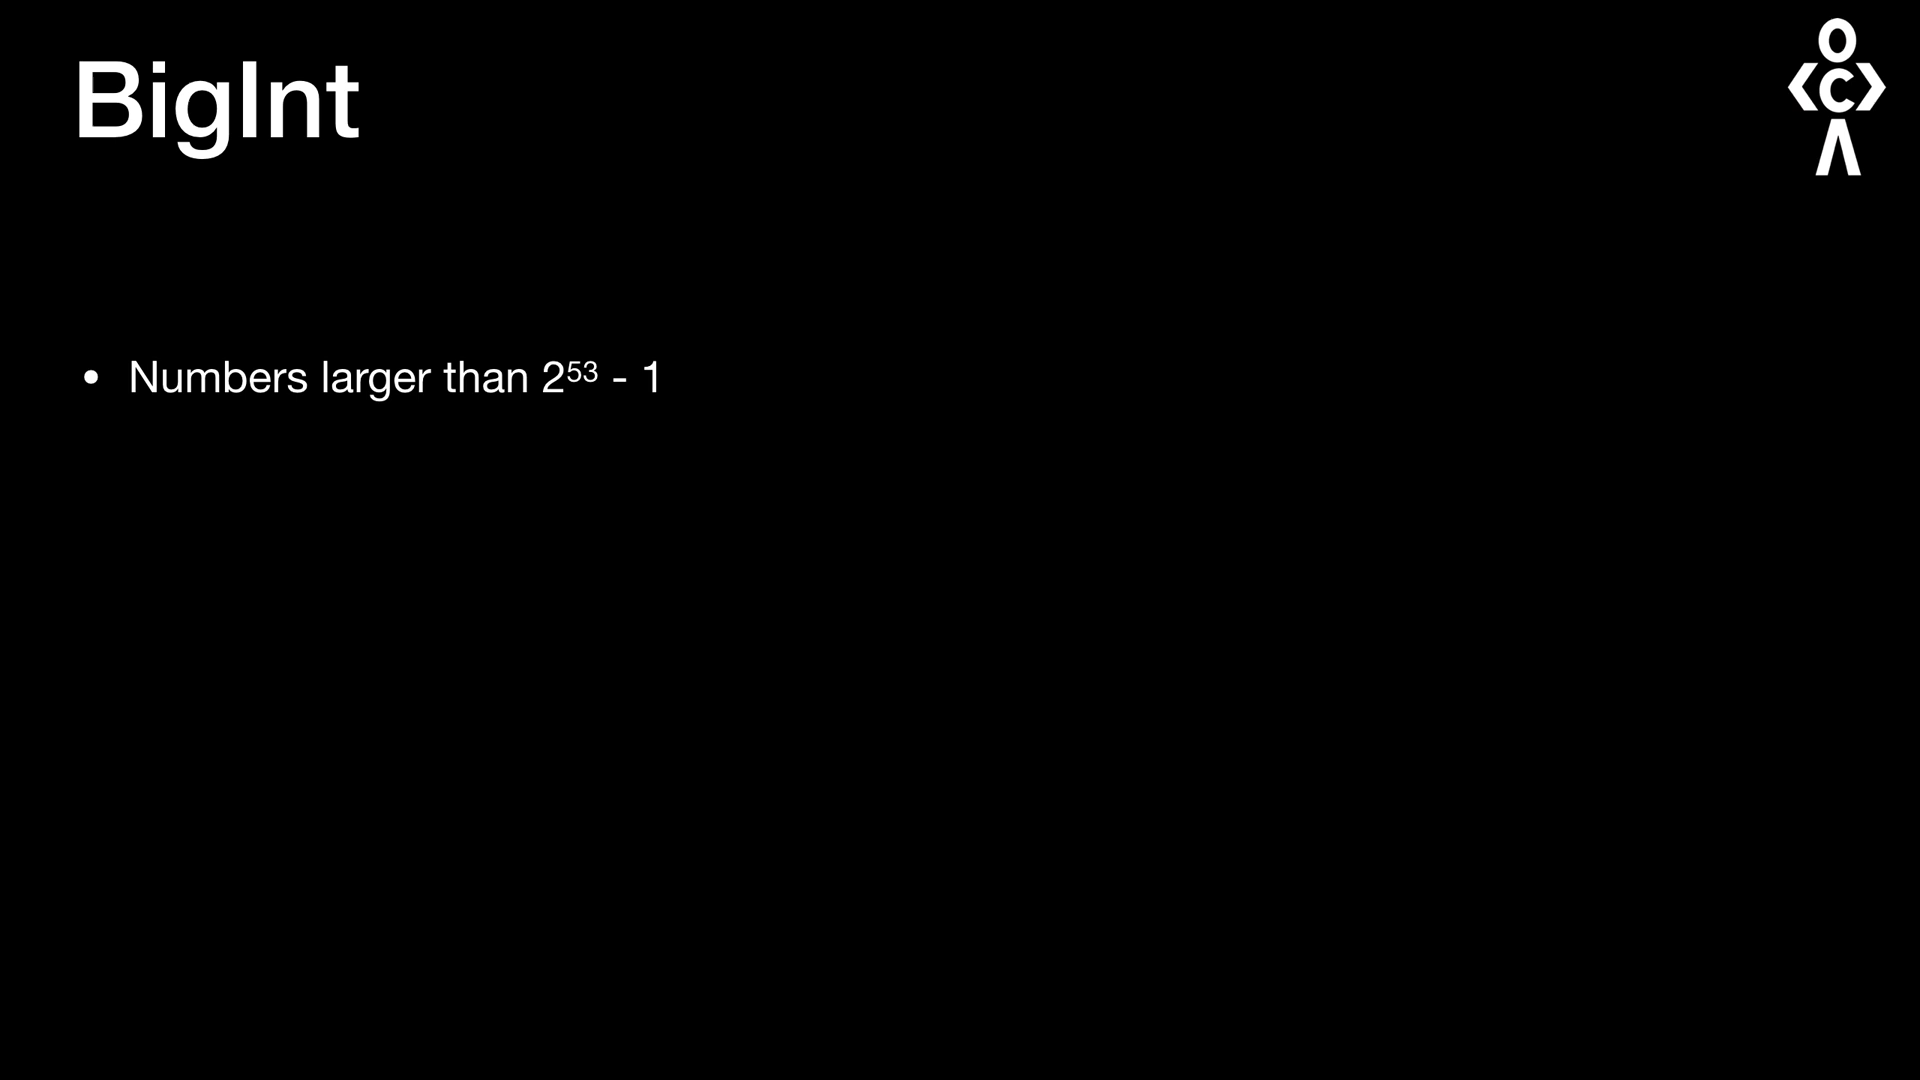 BigInt
O
<C>
Λ
• Numbers larger than 2⁵³ - 1